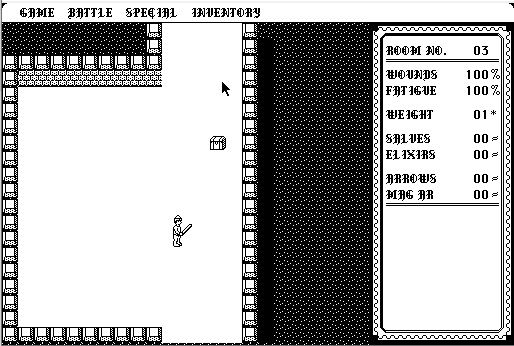 GAME BATTLE SPECIAL INVENTORY
ROOM NO. 03
WOUNDS 100%
FATIGUE 100%
WEIGHT 01*
SALVES 00≈
ELIXIRS 00≈
ARROWS 00≈
MAG AR 00≈